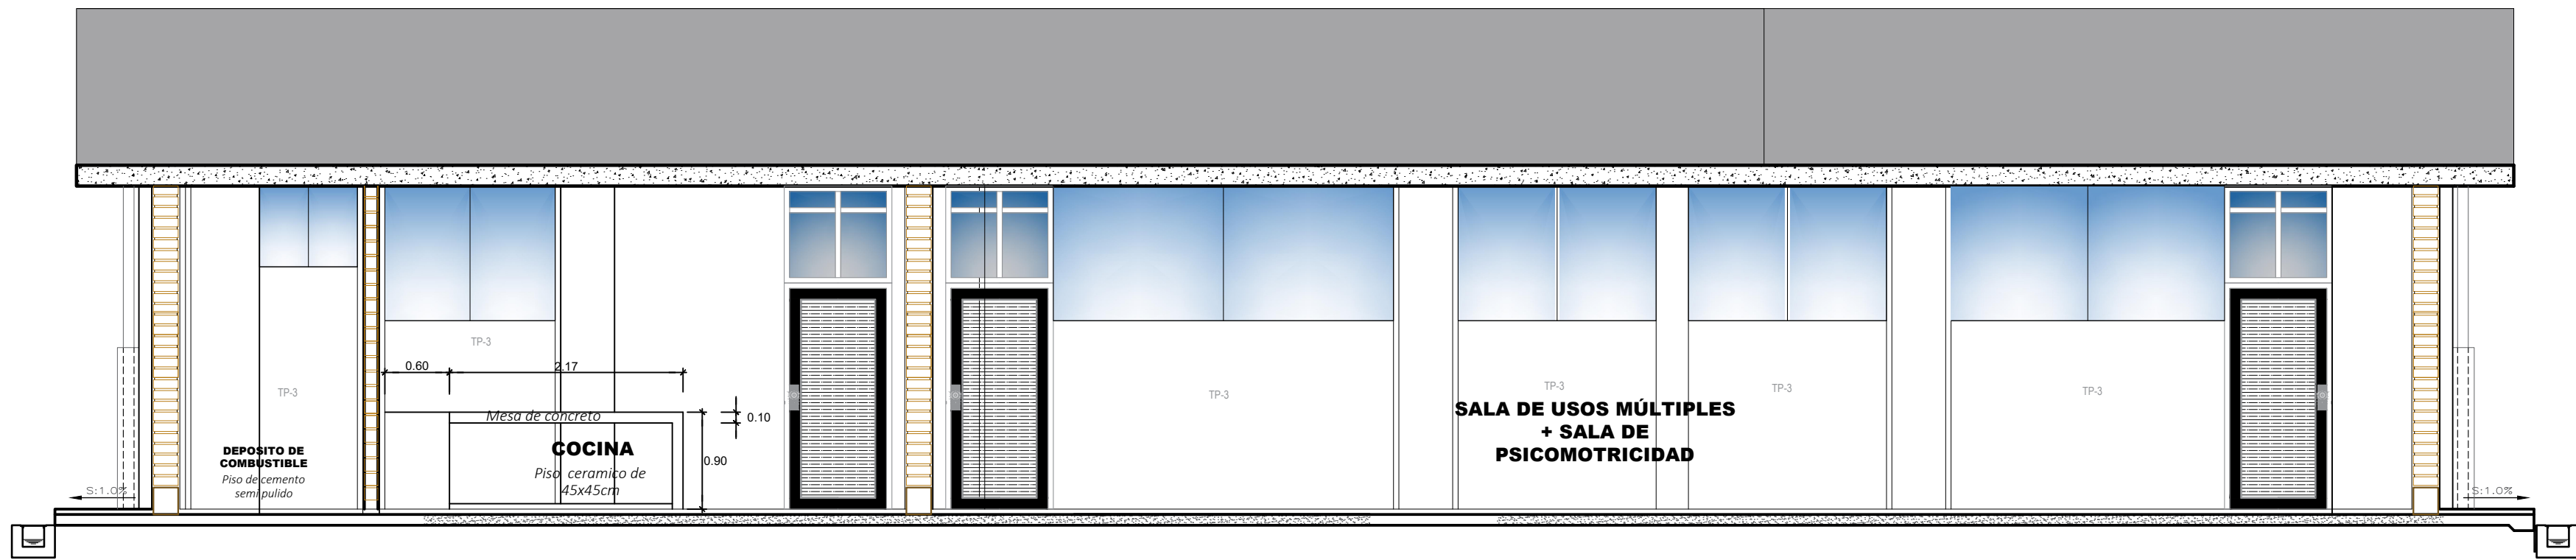 TP-3
0.60
2.17
TP-3
TP-3
TP-3
TP-3
TP-3
Mesa de concreto
0.10
SALA DE USOS MÚLTIPLES
+ SALA DE
PSICOMOTRICIDAD
DEPOSITO DE
COMBUSTIBLE
Piso de cemento
semi pulido
COCINA
Piso ceramico de
45x45cm
0.90
S:1.0%
S:1.0%